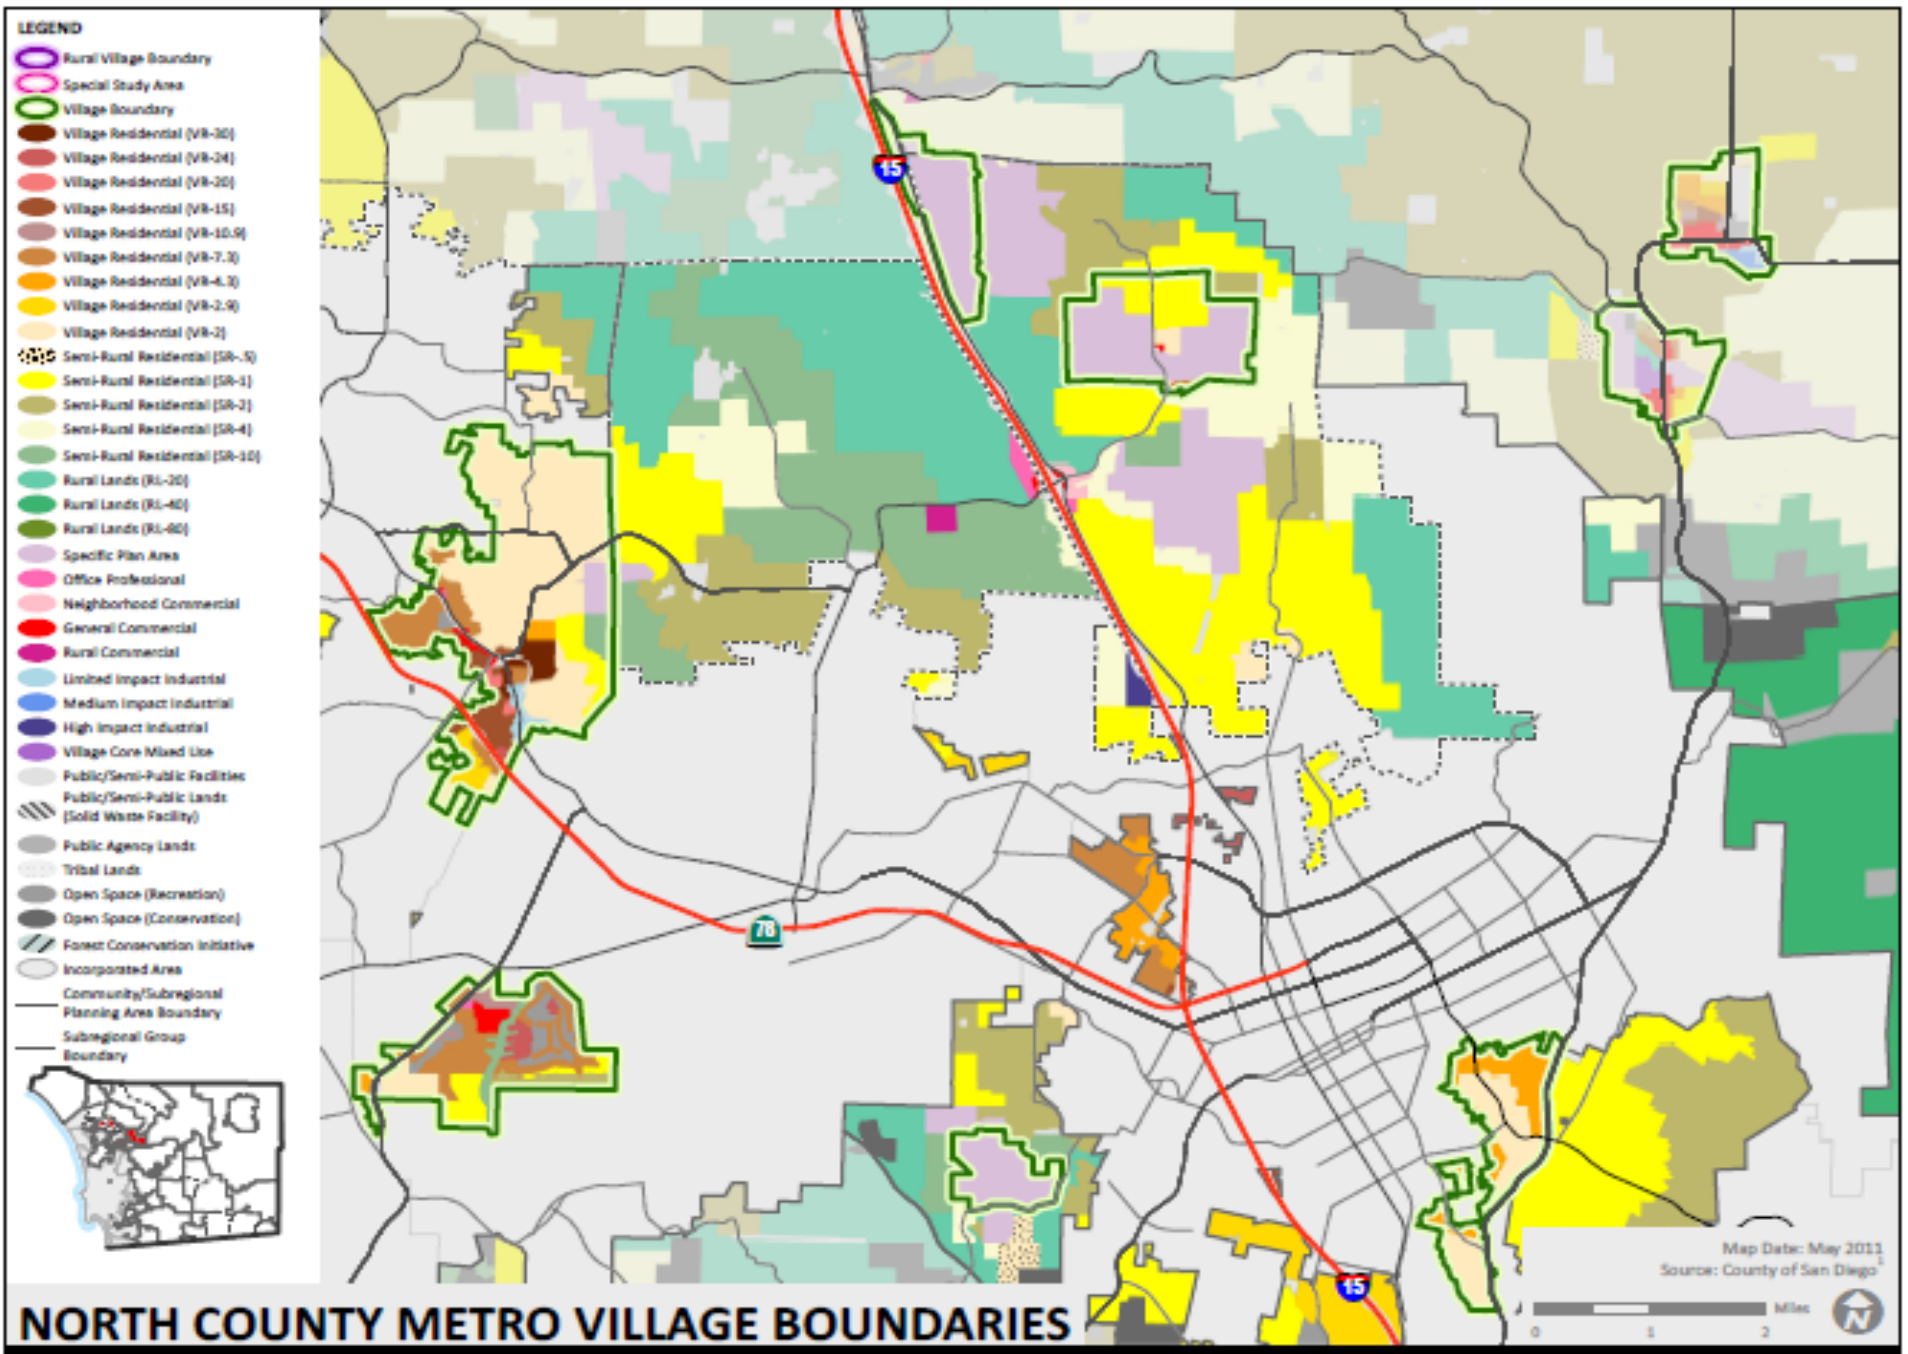 LEGEND
Rural Village Boundary
Special Study Area
Village Boundary
Village Residential (VR-30)
Village Residential (VR-24)
Village Residential (VR-20)
Village Residential (VR-15)
Village Residential (VR-10.9)
Village Residential (VR-7.3)
Village Residential (VR-4.3)
Village Residential (VR-2.9)
Village Residential (VR-2)
Semi-Rural Residential (SR-.5)
Semi-Rural Residential (SR-1)
Semi-Rural Residential (SR-2)
Semi-Rural Residential (SR-4)
Semi-Rural Residential (SR-10)
Rural Lands (RL-20)
Rural Lands (RL-40)
Rural Lands (RL-80)
Specific Plan Area
Office Professional
Neighborhood Commercial
General Commercial
Rural Commercial
Limited Impact Industrial
Medium Impact Industrial
High Impact Industrial
Village Core Mixed Use
Public/Semi-Public Facilities
Public/Semi-Public Lands
(Solid Waste Facility)
Public Agency Lands
Tribal Lands
Open Space (Recreation)
Open Space (Conservation)
Forest Conservation Initiative
Incorporated Area
Community/Subregional
Planning Area Boundary
Subregional Group
Boundary
15
78
15
Map Date: May 2011
Source: County of San Diego
Miles
0 1 2
N
NORTH COUNTY METRO VILLAGE BOUNDARIES